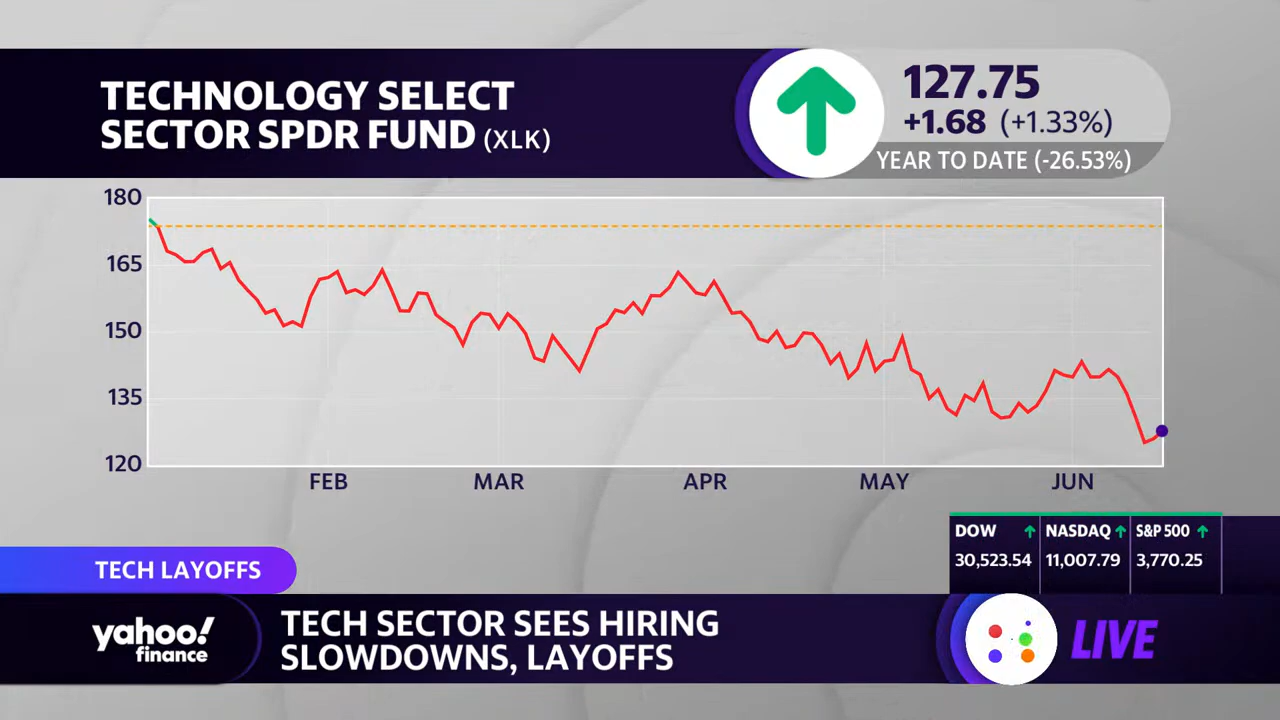 TECHNOLOGY SELECT
SECTOR SPDR FUND (XLK)
127.75
+1.68 (+1.33%)
YEAR TO DATE (-26.53%)
180
165
150
135
120
FEB MAR APR MAY JUN
DOW NASDAQ S&P 500
30,523.54 11,007.79 3,770.25
TECH LAYOFFS
yahoo!
finance
TECH SECTOR SEES HIRING
SLOWDOWNS, LAYOFFS
LIVE